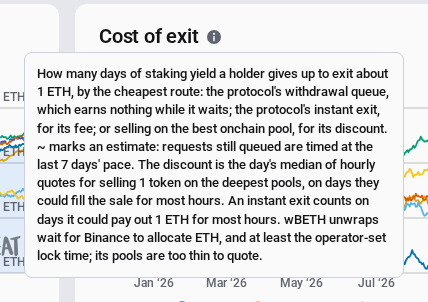 Cost of exit
How many days of staking yield a holder gives up to exit about
1 ETH, by the cheapest route: the protocol's withdrawal queue,
which earns nothing while it waits; the protocol's instant exit,
for its fee; or selling on the best onchain pool, for its discount.
~ marks an estimate: requests still queued are timed at the
last 7 days' pace. The discount is the day's median of hourly
quotes for selling 1 token on the deepest pools, on days they
could fill the sale for most hours. An instant exit counts on
days it could pay out 1 ETH for most hours. wBETH unwraps
wait for Binance to allocate ETH, and at least the operator-set
lock time; its pools are too thin to quote.
ETH
ETH
ETH
EAT
ETH
Jan '26 Mar '26 May '26 Jul '26